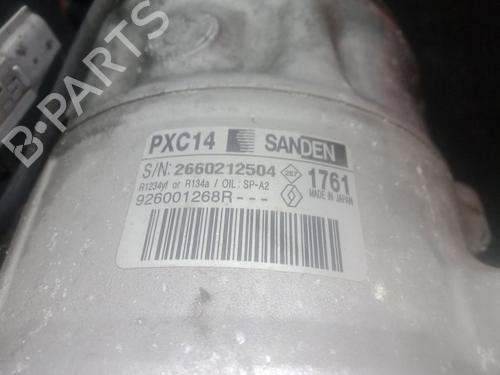 PXC14 SANDEN
S/N: 2660212504
1761
R1234yf or R134a / OIL: SP-A2
MADE IN JAPAN
926001268R---
B-PARTS